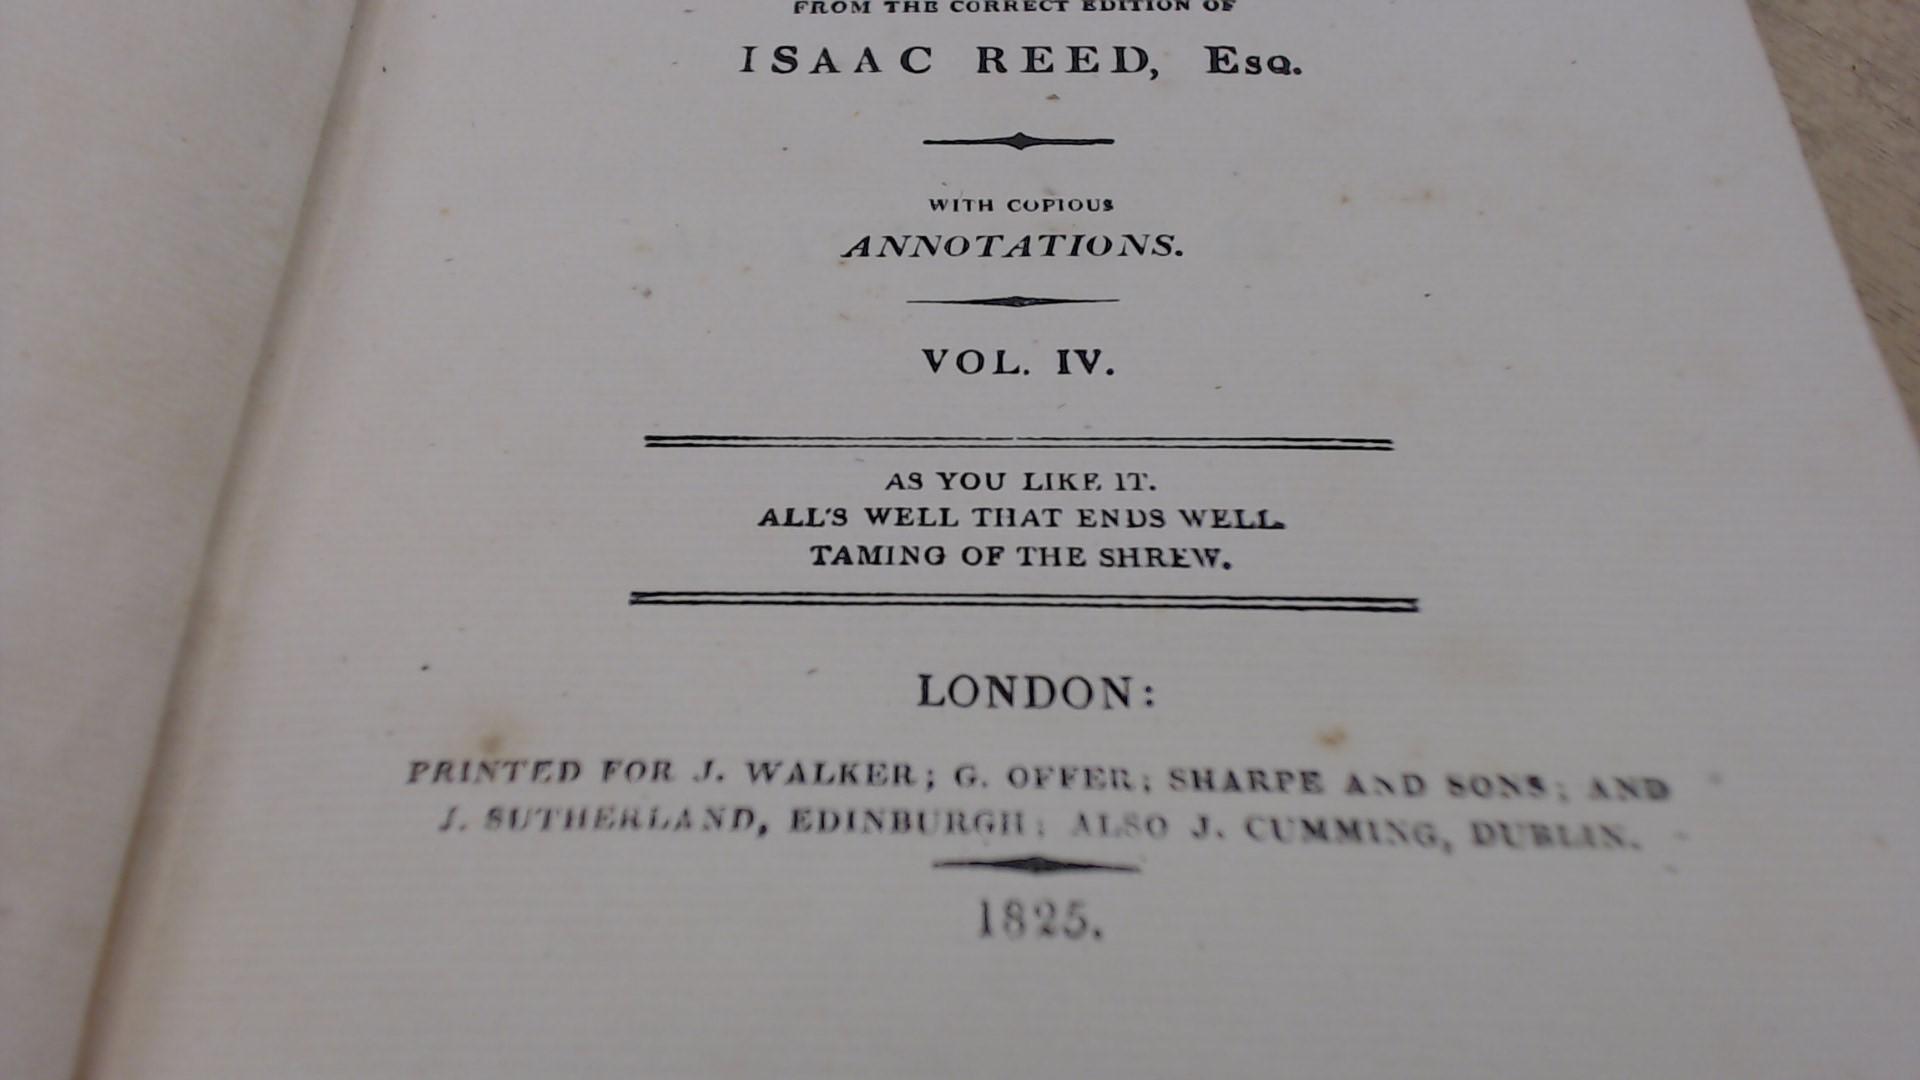 FROM THE CORRECT EDITION OF
ISAAC REED, Esq.
WITH COPIOUS
ANNOTATIONS.
VOL. IV.
AS YOU LIKE IT.
ALL'S WELL THAT ENDS WELL.
TAMING OF THE SHREW.
LONDON:
PRINTED FOR J. WALKER; G. OFFER; SHARPE AND SONS; AND
J. SUTHERLAND, EDINBURGH; ALSO J. CUMMING, DUBLIN.
1825.